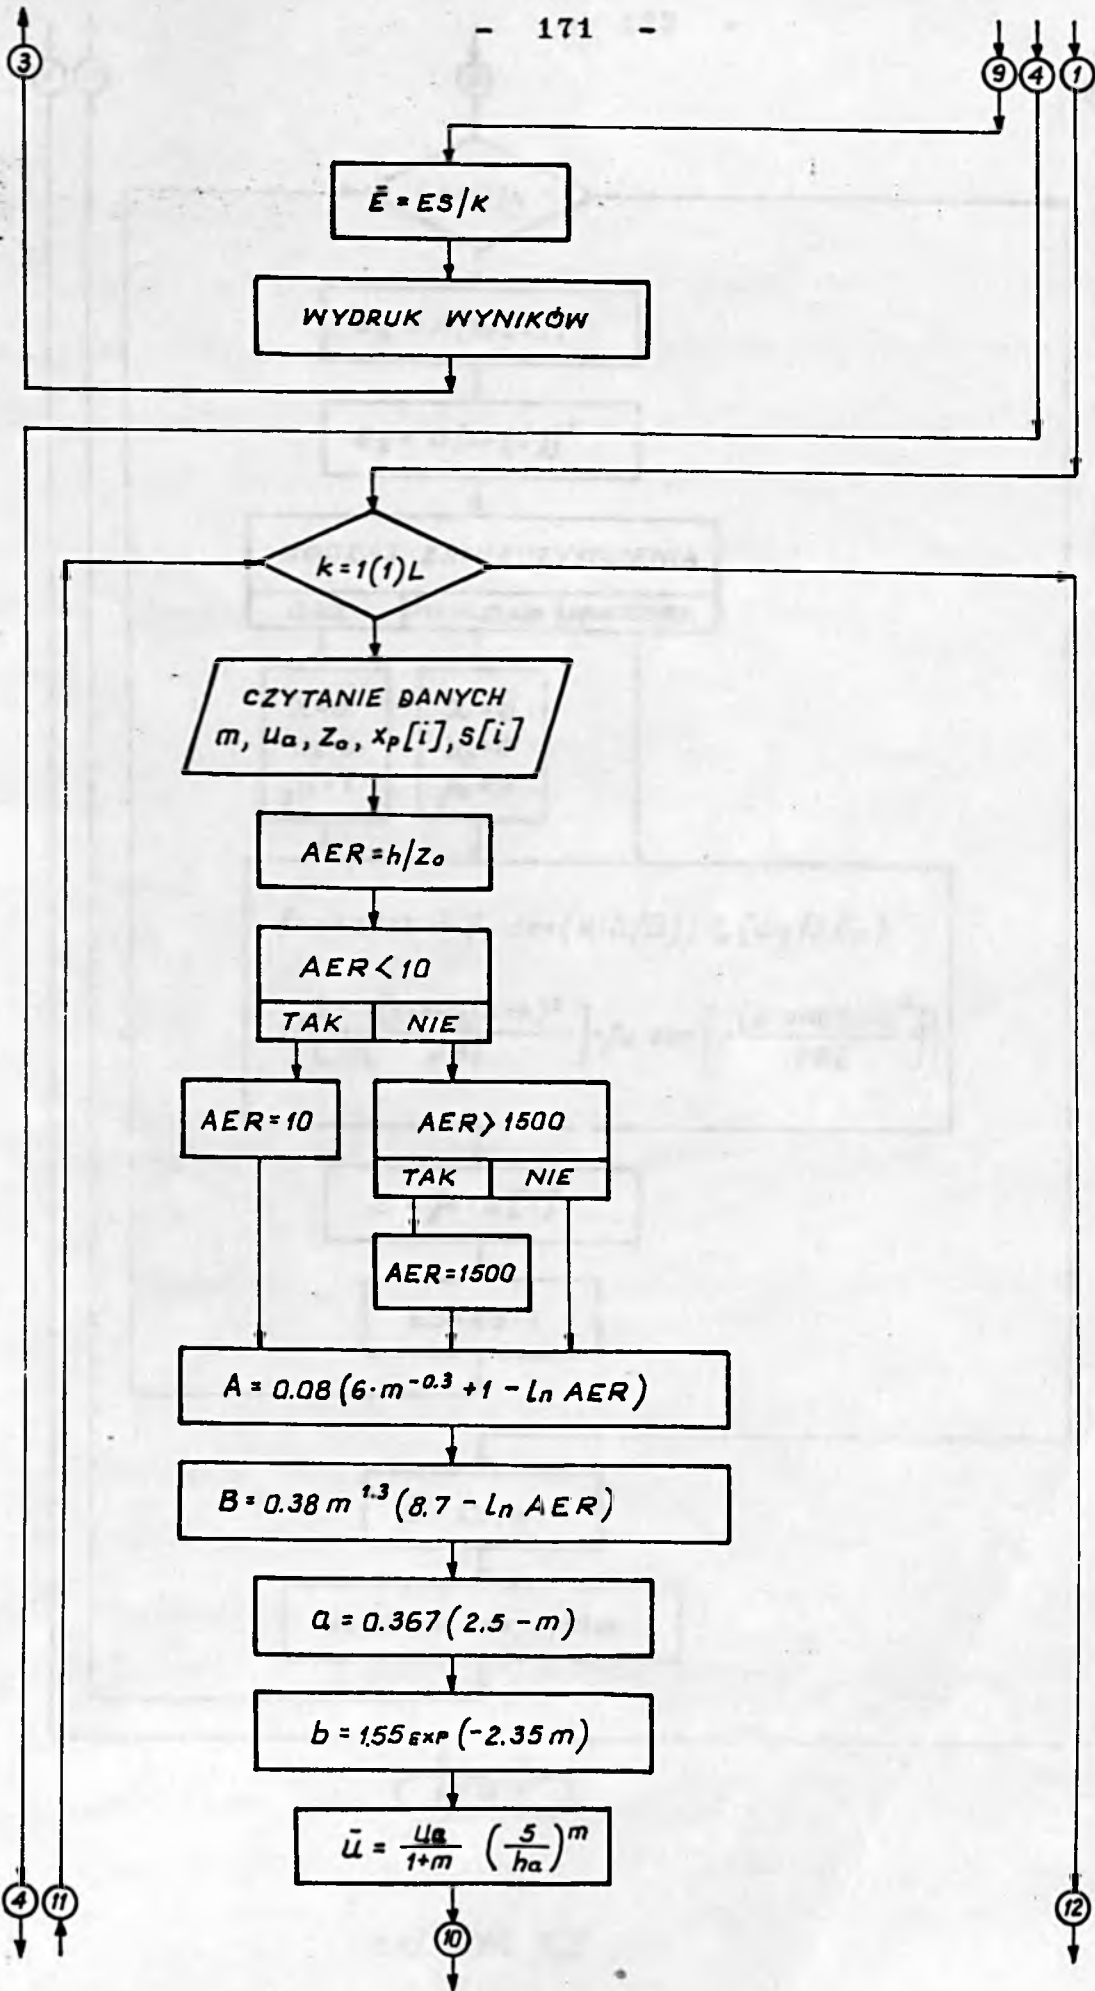 - 171 -
3
9 4 1
Ē = ES/K
WYDRUK WYNIKÓW
k = 1(1)L
CZYTANIE DANYCH
m, ua, z₀, xp[i], s[i]
AER = h/z₀
AER < 10
TAK NIE
AER = 10 AER > 1500
TAK NIE
AER = 1500
A = 0.08 (6·m^-0.3 + 1 - ln AER)
B = 0.38 m^1.3 (8.7 - ln AER)
a = 0.367 (2.5 - m)
b = 1.55 EXP (-2.35 m)
ū = ua/1+m (5/ha)^m
4 11 12
10